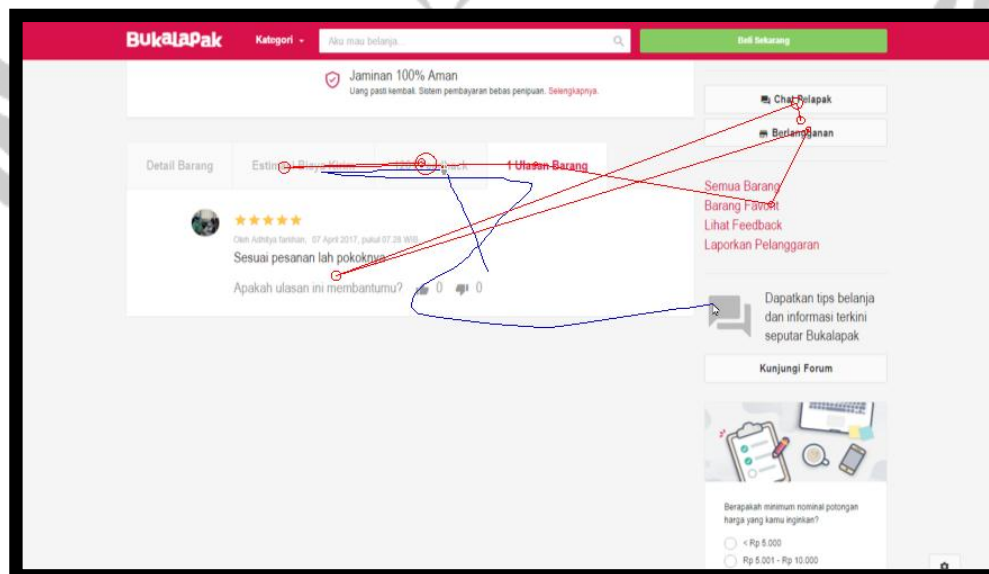 BukaLapak
Kategori
Aku mau belanja...
Beli Sekarang
Jaminan 100% Aman
Uang pasti kembali. Sistem pembayaran bebas penipuan. Selengkapnya.
Chat Pelapak
Berlangganan
Detail Barang
Estimasi Biaya Kirim
1 Ulasan Barang
Semua Barang
Barang Favorit
Lihat Feedback
Laporkan Pelanggaran
07 April 2017, pukul 07.28 WIB
Sesuai pesanan lah pokoknya
Apakah ulasan ini membantumu? 0 0
Dapatkan tips belanja
dan informasi terkini
seputar Bukalapak
Kunjungi Forum
Berapakah minimum nominal potongan
harga yang kamu inginkan?
< Rp 5.000
Rp 5.001 - Rp 10.000